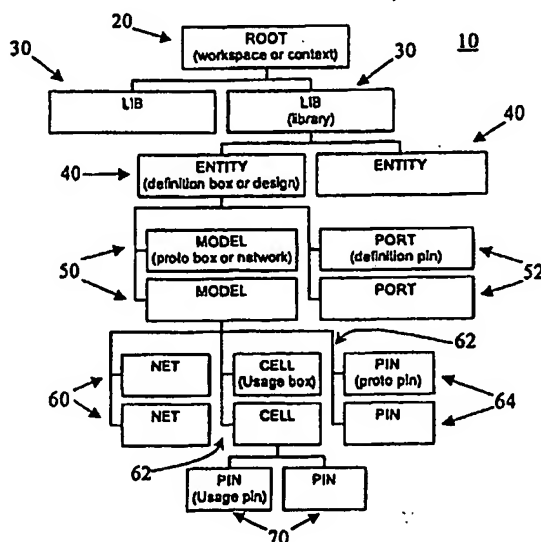 20
ROOT
(workspace or context)
10
30
30
LIB
LIB
(library)
40
40
ENTITY
(definition box or design)
ENTITY
50
MODEL
(proto box or network)
PORT
(definition pin)
52
MODEL
PORT
62
NET
CELL
(Usage box)
PIN
(proto pin)
60
64
NET
CELL
PIN
62
PIN
(Usage pin)
PIN
70